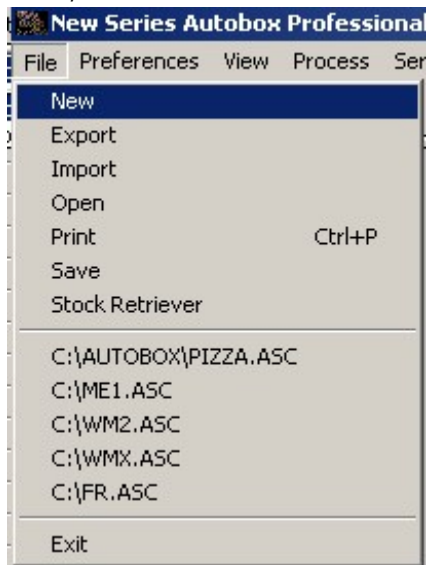 New Series Autobox Professional
File Preferences View Process Ser
New
Export
Import
Open
Print Ctrl+P
Save
Stock Retriever
C:\AUTOBOX\PIZZA.ASC
C:\ME1.ASC
C:\WM2.ASC
C:\WMX.ASC
C:\FR.ASC
Exit